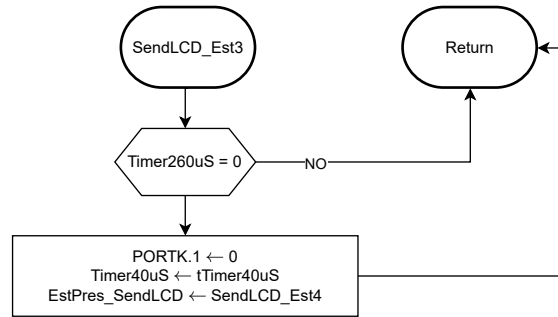 SendLCD_Est3
Return
Timer260uS = 0
NO
PORTK.1 ← 0
Timer40uS ← tTimer40uS
EstPres_SendLCD ← SendLCD_Est4